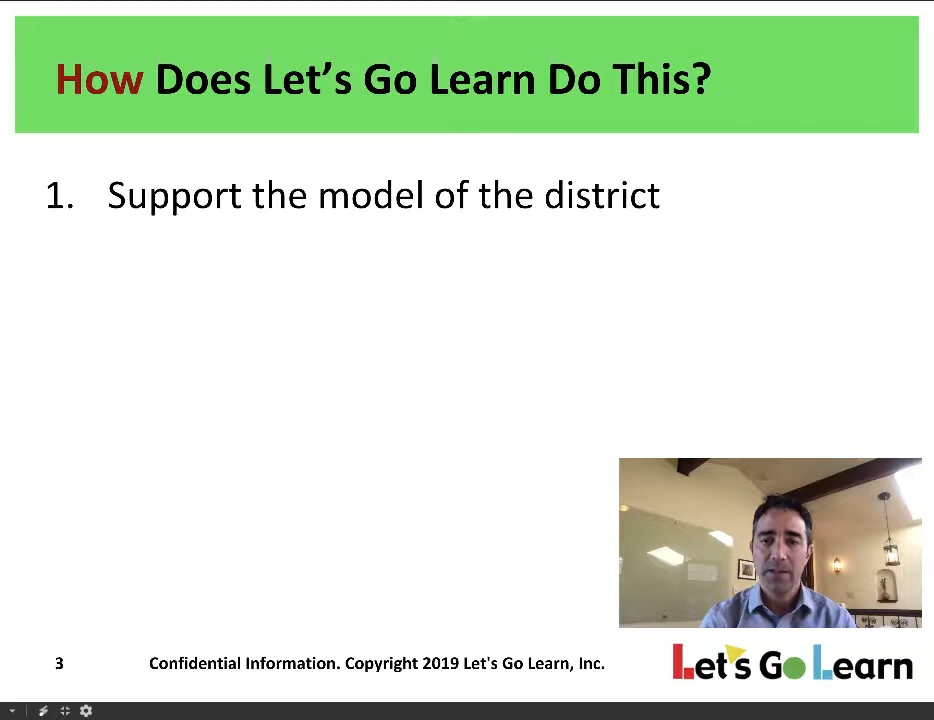 How Does Let’s Go Learn Do This?
1. Support the model of the district
3 Confidential Information. Copyright 2019 Let's Go Learn, Inc.
Let's Go Learn